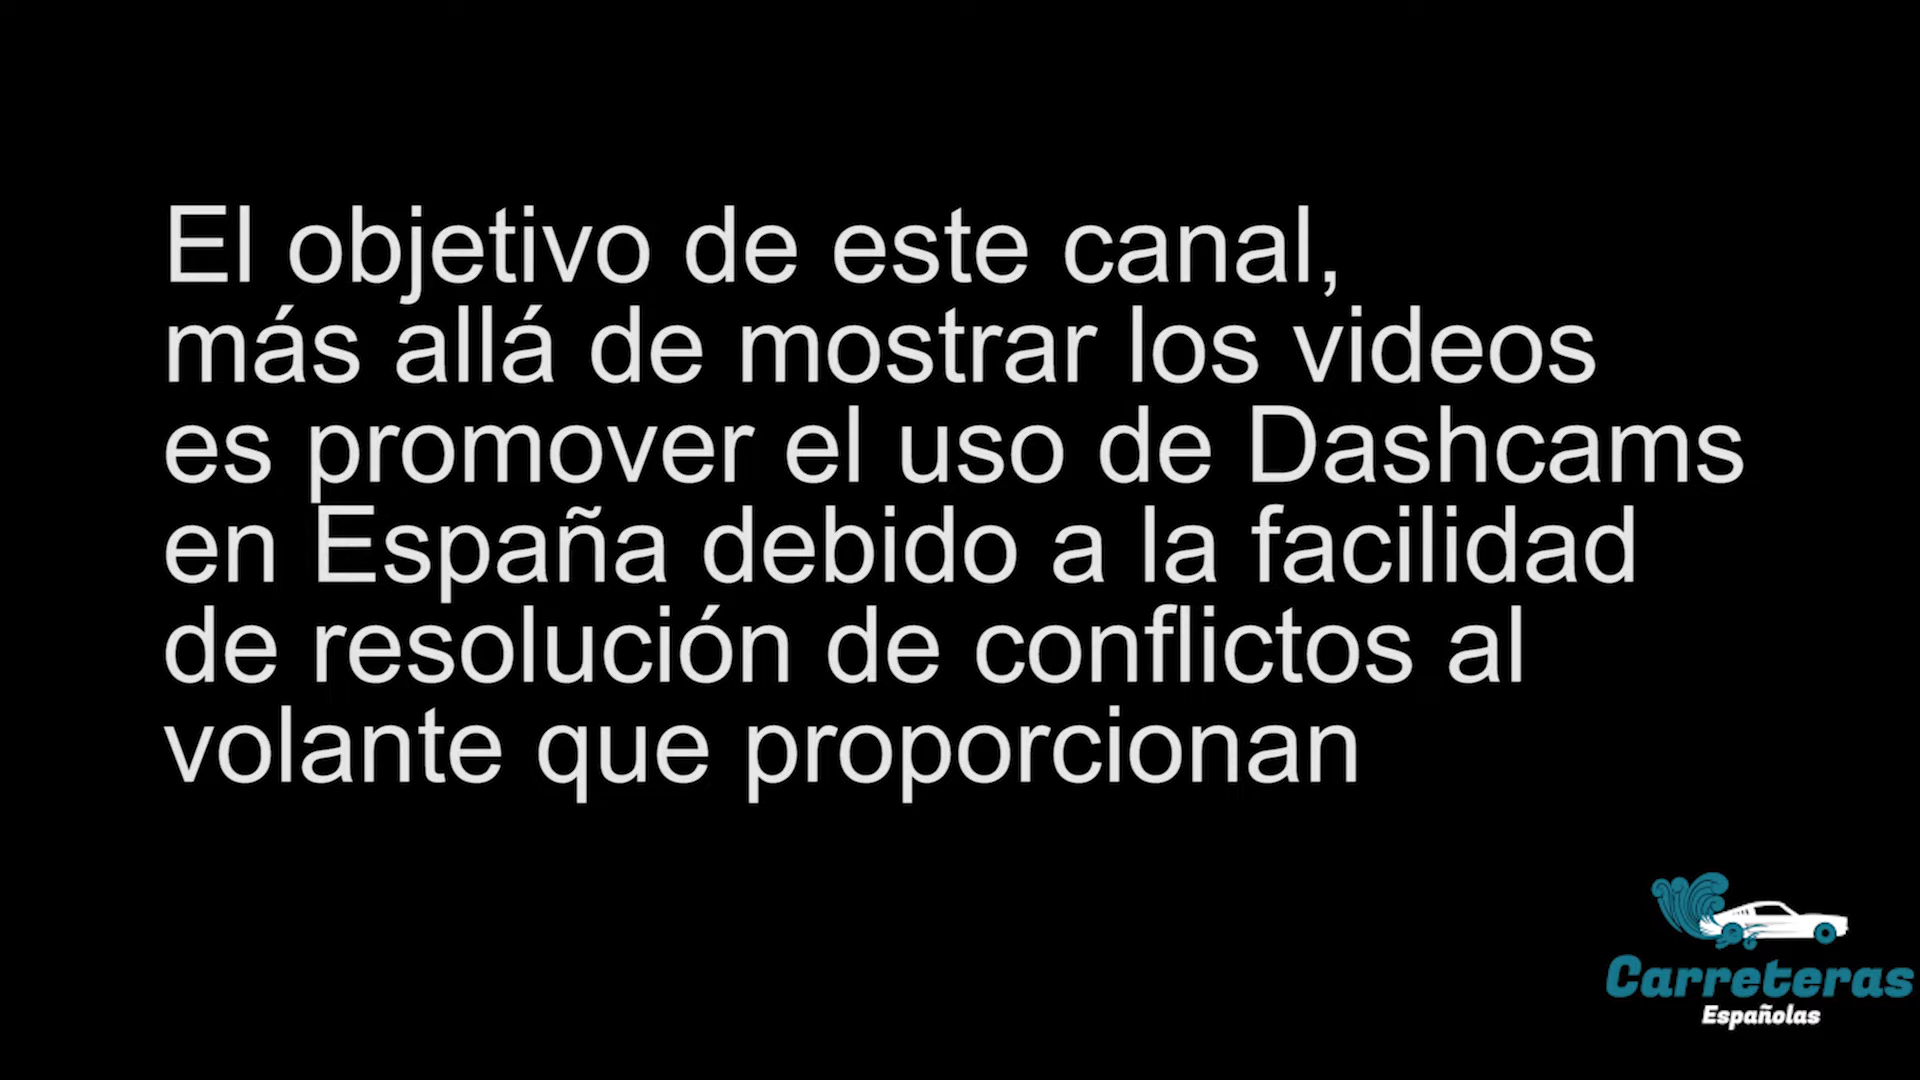 El objetivo de este canal,
más allá de mostrar los videos
es promover el uso de Dashcams
en España debido a la facilidad
de resolución de conflictos al
volante que proporcionan
Carreteras
Españolas